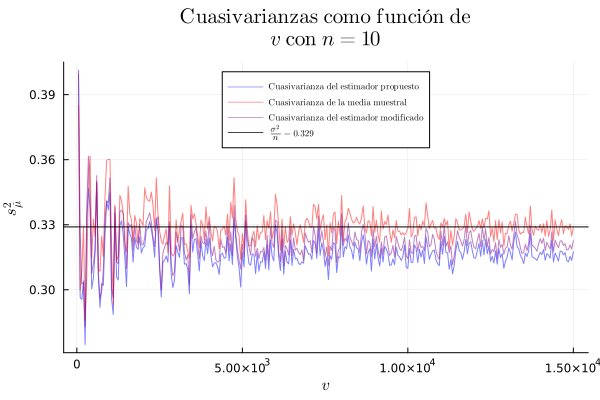 Cuasivarianzas como función de
v con n = 10
Cuasivarianza del estimador propuesto
Cuasivarianza de la media muestral
Cuasivarianza del estimador modificado
σ²/n − 0.329
0.39
0.36
0.33
0.30
s²_μ̂
0
5.00×10³
1.00×10⁴
1.50×10⁴
v